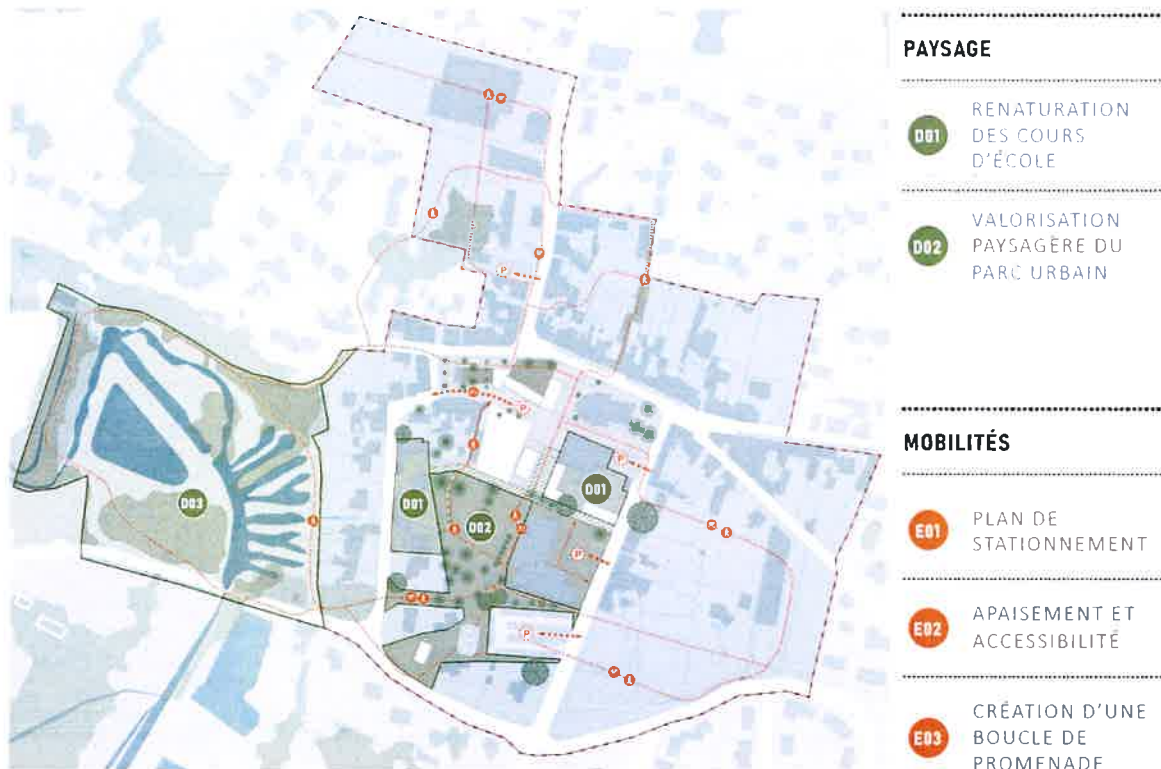 PAYSAGE
D01
RENATURATION
DES COURS
D'ÉCOLE
D02
VALORISATION
PAYSAGÈRE DU
PARC URBAIN
MOBILITÉS
E01
PLAN DE
STATIONNEMENT
E02
APAISEMENT ET
ACCESSIBILITÉ
E03
CRÉATION D'UNE
BOUCLE DE
PROMENADE
P
P
P
D01
D03
D01
D02
P
P